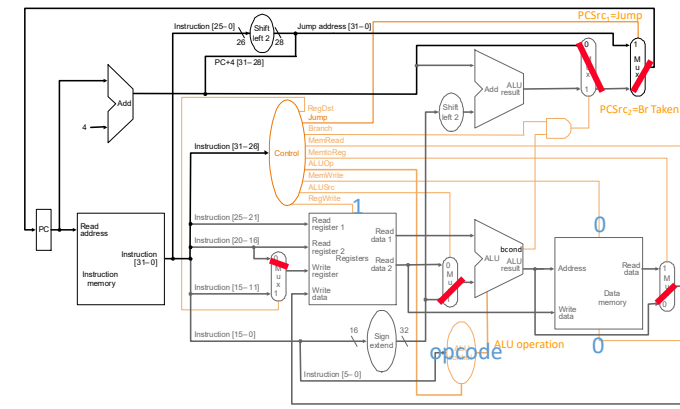 PCSrc₁=Jump
Instruction [25–0]
Shift
left 2
Jump address [31–0]
26
28
PC+4 [31–28]
0
M
u
x
1
1
M
u
x
0
Add
4
Add
ALU
result
PCSrc₂=Br Taken
Shift
left 2
RegDst
Jump
Branch
MemRead
MemtoReg
ALUOp
MemWrite
ALUSrc
RegWrite
Control
Instruction [31–26]
1
0
PC
Read
address
Instruction
[31–0]
Instruction
memory
Instruction [25–21]
Instruction [20–16]
Instruction [15–11]
0
M
u
x
1
Read
register 1
Read
register 2
Registers
Write
register
Write
data
Read
data 1
Read
data 2
0
M
u
x
1
bcond
ALU
ALU
result
Address
Read
data
Data
memory
Write
data
1
M
u
x
0
Instruction [15–0]
16
Sign
extend
32
Instruction [5–0]
opcode
ALU operation
0